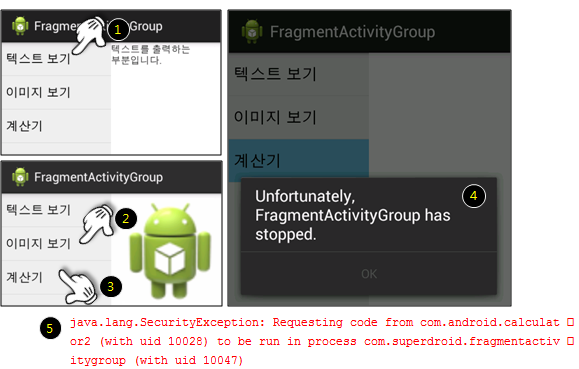 FragmentActivityGroup
1
텍스트 보기
텍스트를 출력하는
부분입니다.
이미지 보기
계산기
FragmentActivityGroup
텍스트 보기
2
이미지 보기
계산기
3
FragmentActivityGroup
텍스트 보기
이미지 보기
계산기
Unfortunately,
FragmentActivityGroup has
stopped.
4
OK
5
java.lang.SecurityException: Requesting code from com.android.calculat
or2 (with uid 10028) to be run in process com.superdroid.fragmentactiv
itygroup (with uid 10047)